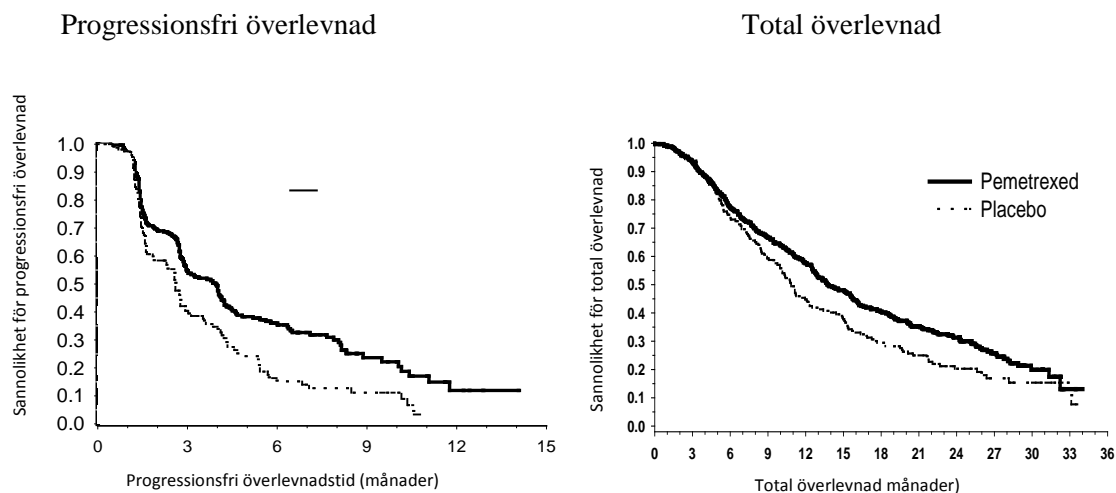 Progressionsfri överlevnad
Total överlevnad
Sannolikhet för progressionsfri överlevnad
1.0
0.9
0.8
0.7
0.6
0.5
0.4
0.3
0.2
0.1
0.0
0 3 6 9 12 15
Progressionsfri överlevnadstid (månader)
Sannolikhet för total överlevnad
1.0
0.9
0.8
0.7
0.6
0.5
0.4
0.3
0.2
0.1
0.0
0 3 6 9 12 15 18 21 24 27 30 33 36
Total överlevnad månader)
Pemetrexed
Placebo